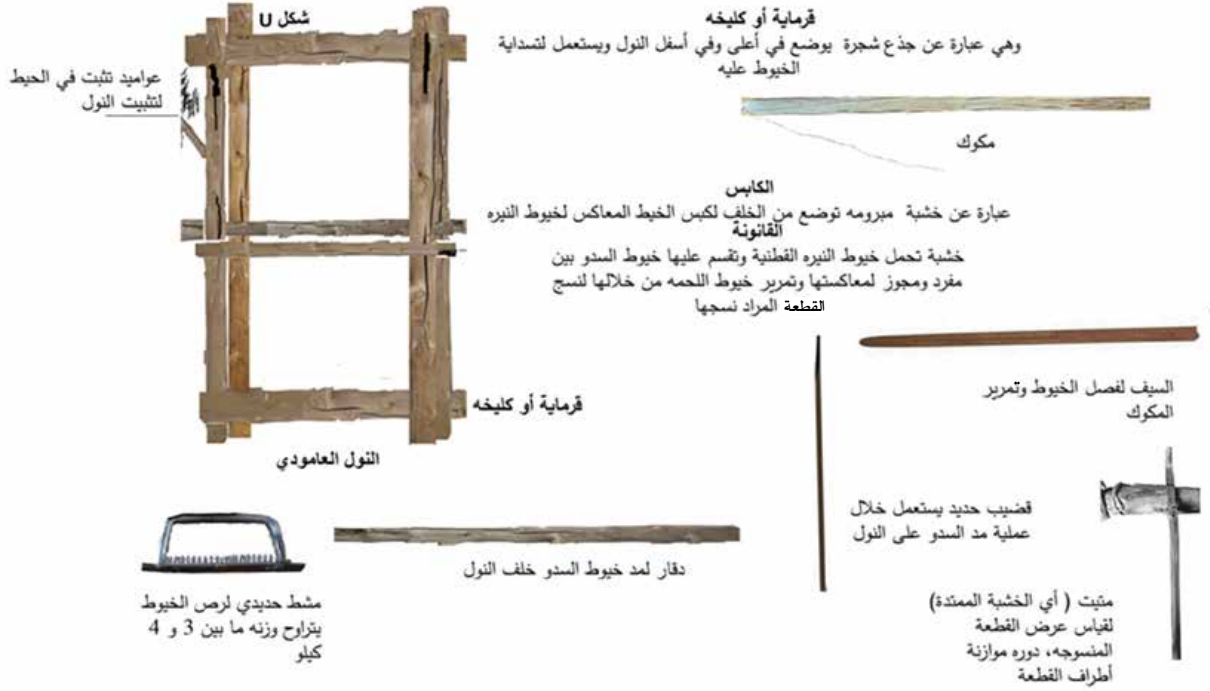 قرماية أو كليخه
وهي عبارة عن جذع شجرة يوضع في أعلى وفي أسفل النول ويستعمل لتسداية
الخيوط عليه
شكل U
عواميد تثبت في الحيط
لتثبيت النول
مكوك
الكابس
عبارة عن خشبة مبرومه توضع من الخلف لكبس الخيط المعاكس لخيوط النيره
القانونة
خشبة تحمل خيوط النيره القطنية وتقسم عليها خيوط السدو بين
مفرد ومجوز لمعاكستها وتمرير خيوط اللحمه من خلالها لنسج
القطعة المراد نسجها
السيف لفصل الخيوط وتمرير
المكوك
قرماية أو كليخه
النول العامودي
قضيب حديد يستعمل خلال
عملية مد السدو على النول
دقار لمد خيوط السدو خلف النول
مشط حديدي لرص الخيوط
يتراوح وزنه ما بين 3 و 4
كيلو
متيت ( أي الخشبة الممتدة)
لقياس عرض القطعة
المنسوجه، دوره موازنة
أطراف القطعة